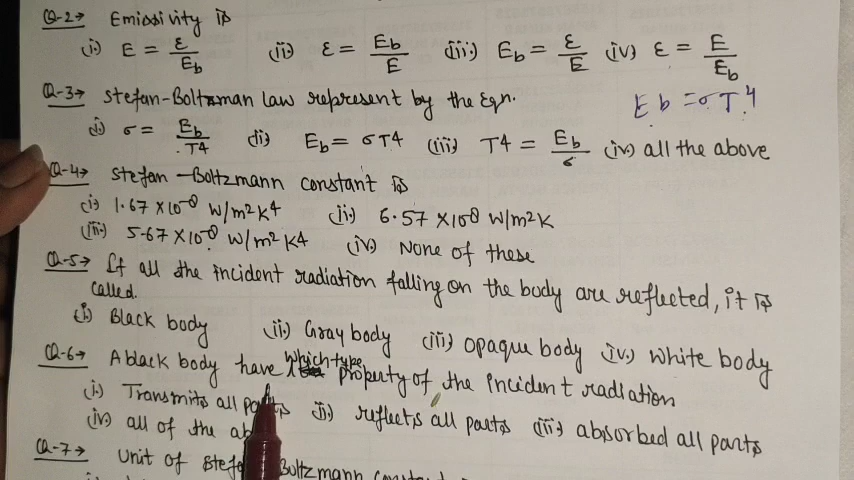 Q-2→ Emissivity is
(i) E = ε/Eb (ii) ε = Eb/E (iii) Eb = ε/E (iv) ε = E/Eb
Q-3→ Stefan-Boltzman law represent by the Eqn.
Eb = σT4
(i) σ = Eb/T4 (ii) Eb = σT4 (iii) T4 = Eb/σ (iv) all the above
Q-4→ Stefan-Boltzmann constant is
(i) 1.67 × 10-8 W/m2K4 (ii) 6.57 × 10-8 W/m2K
(iii) 5.67 × 10-8 W/m2K4 (iv) None of these
Q-5→ If all the incident radiation falling on the body are reflected, it is
called.
(i) Black body (ii) Gray body (iii) opaque body (iv) white body
Q-6→ A black body have which type property of the incident radiation
(i) Transmits all parts (ii) reflects all parts (iii) absorbed all parts
(iv) all of the
Q-7→ Unit of Boltzmann